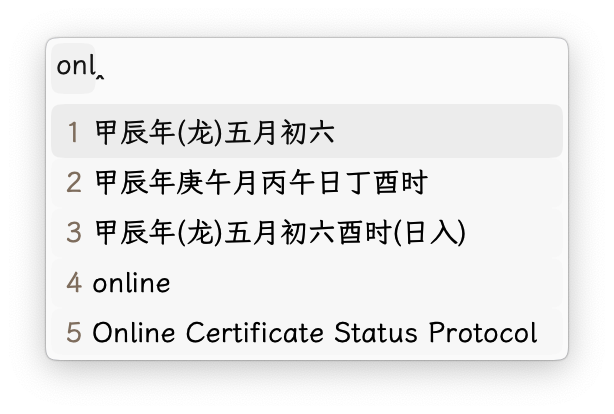 onl‸
1 甲辰年(龙)五月初六
2 甲辰年庚午月丙午日丁酉时
3 甲辰年(龙)五月初六酉时(日入)
4 online
5 Online Certificate Status Protocol